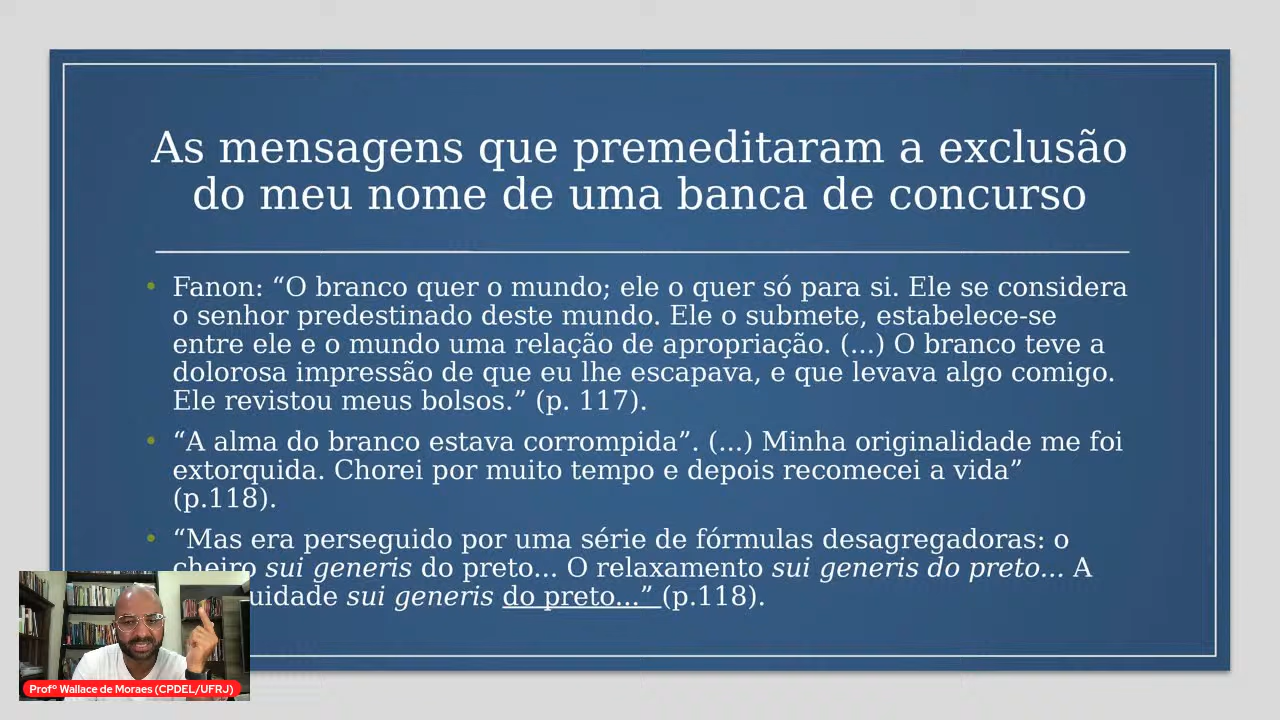 As mensagens que premeditaram a exclusão
do meu nome de uma banca de concurso
• Fanon: “O branco quer o mundo; ele o quer só para si. Ele se considera
o senhor predestinado deste mundo. Ele o submete, estabelece-se
entre ele e o mundo uma relação de apropriação. (...) O branco teve a
dolorosa impressão de que eu lhe escapava, e que levava algo comigo.
Ele revistou meus bolsos.” (p. 117).
• “A alma do branco estava corrompida”. (...) Minha originalidade me foi
extorquida. Chorei por muito tempo e depois recomecei a vida”
(p.118).
• “Mas era perseguido por uma série de fórmulas desagregadoras: o
cheiro sui generis do preto... O relaxamento sui generis do preto... A
uidade sui generis do preto...” (p.118).
Profº Wallace de Moraes (CPDEL/UFRJ)